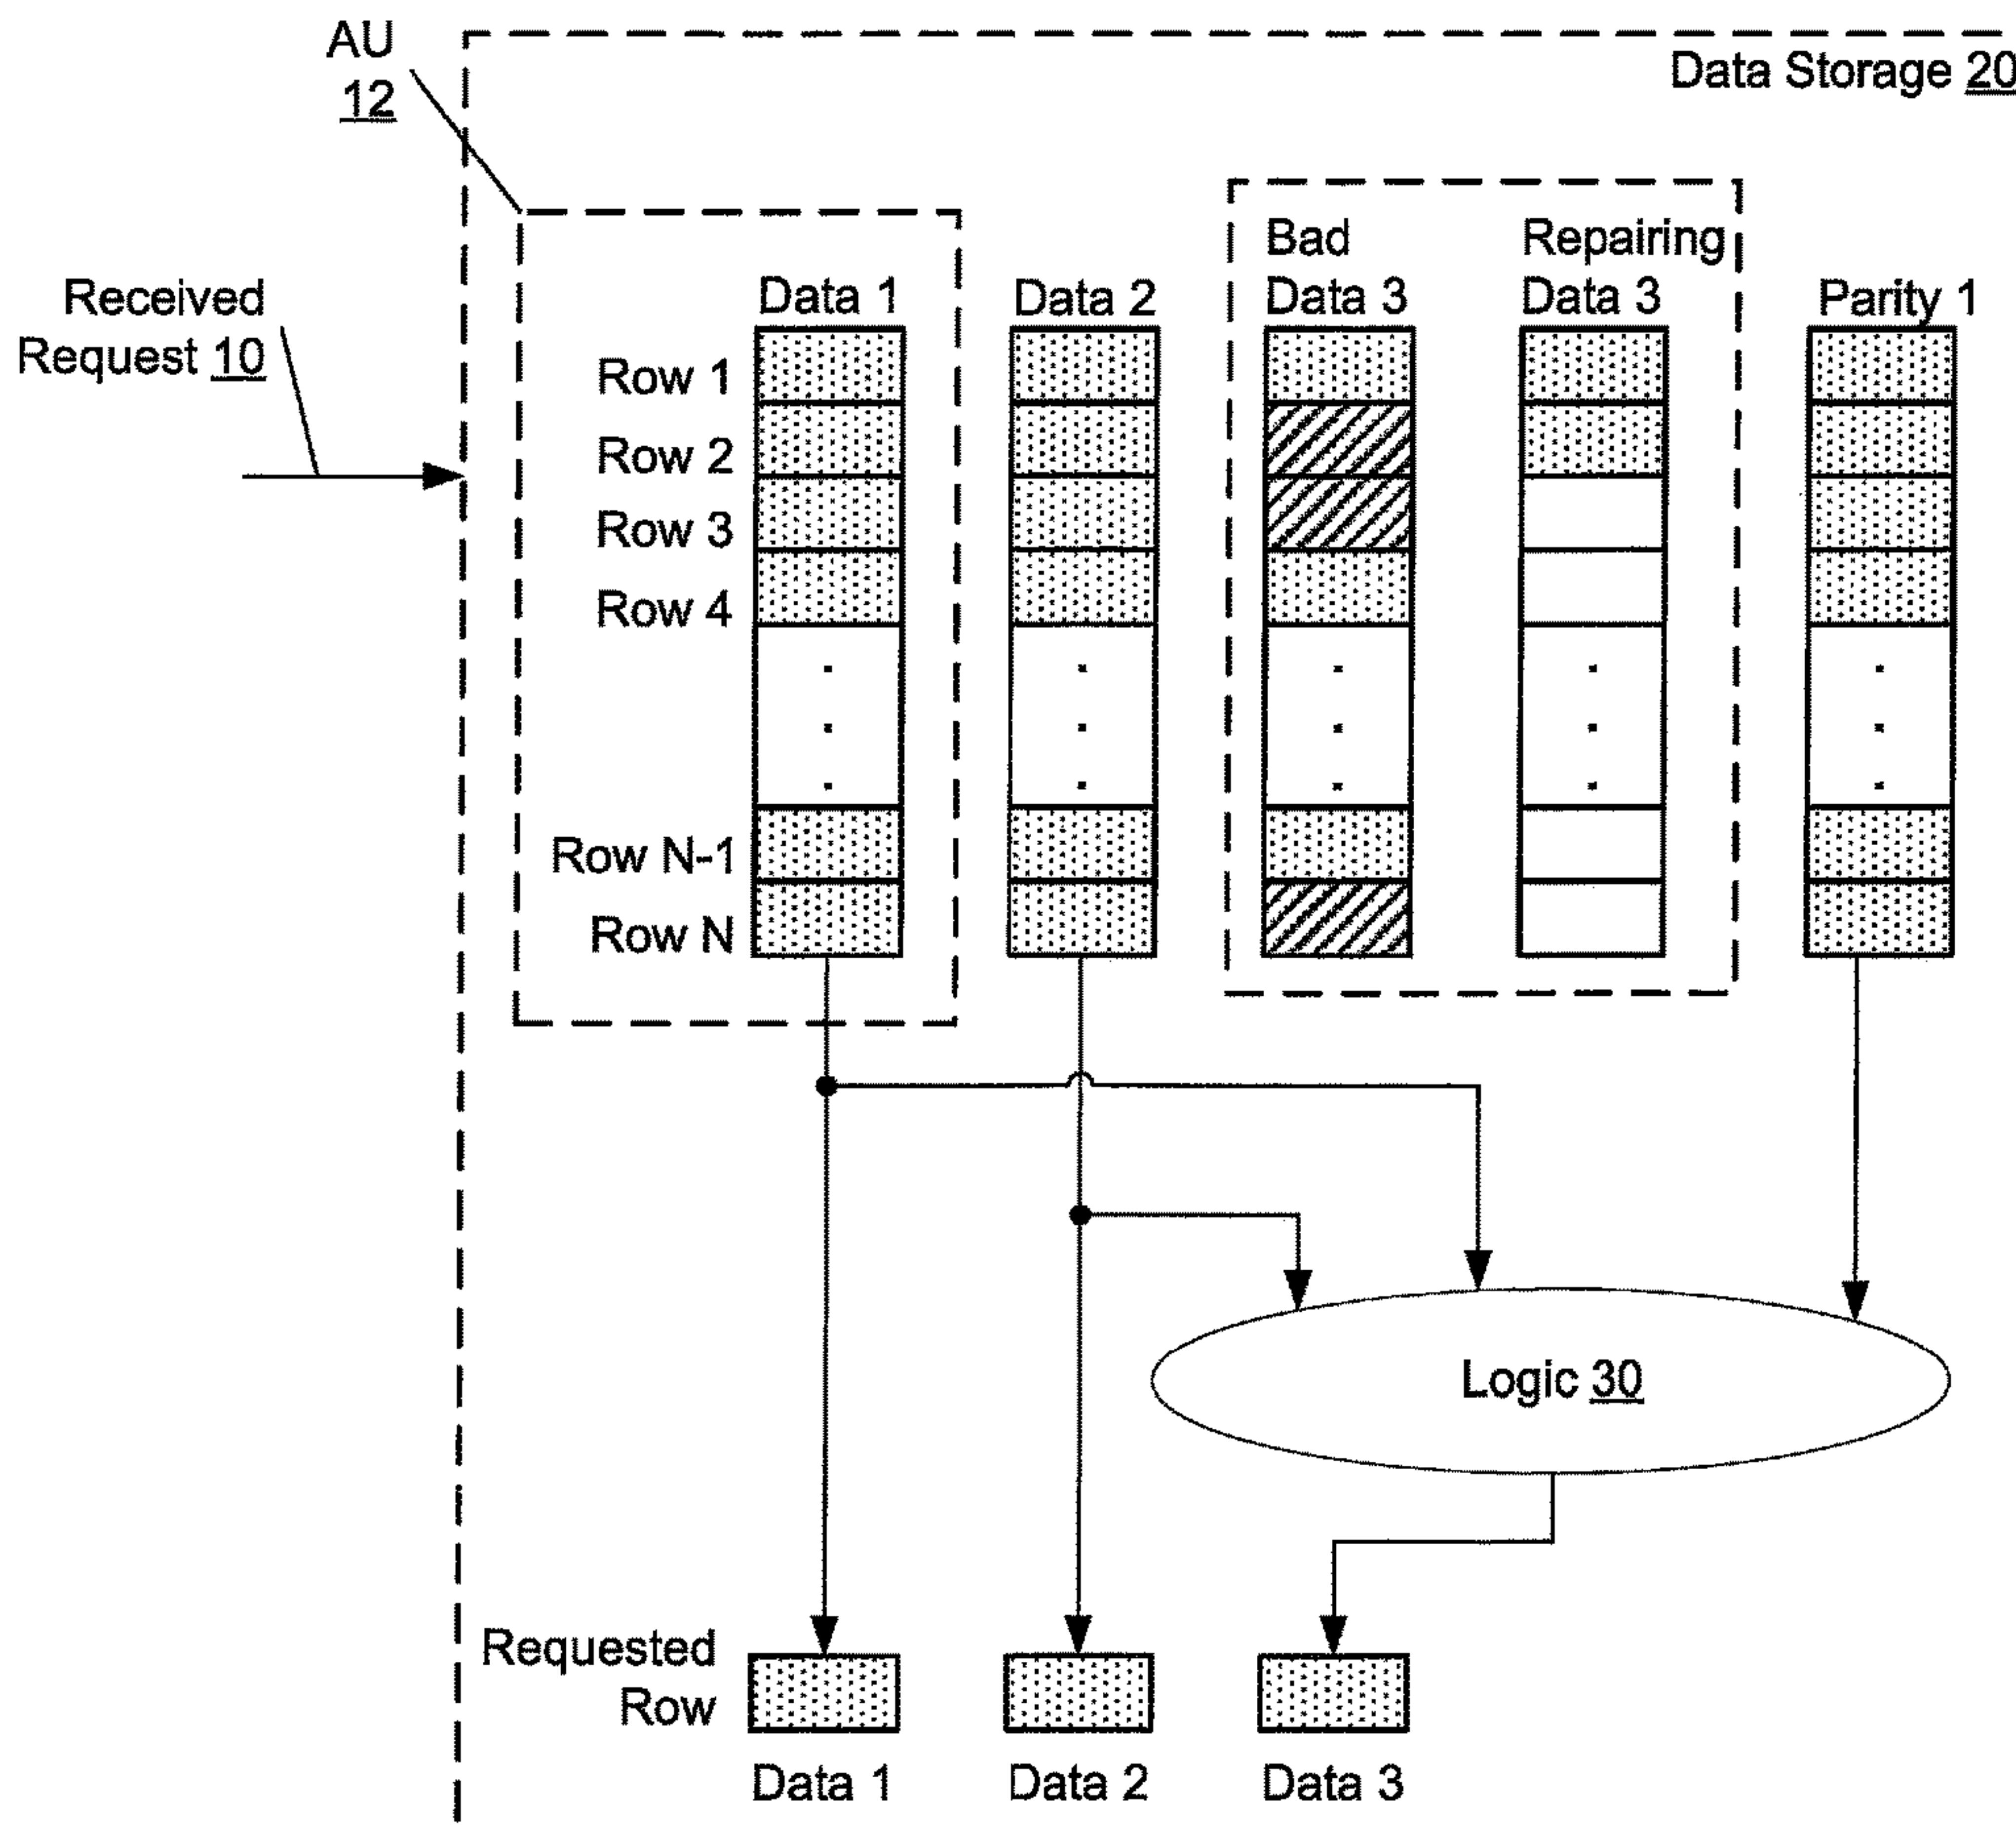 AU
12
Data Storage 20
Received
Request 10
Bad
Repairing
Data 1
Data 2
Data 3
Data 3
Parity 1
Row 1
Row 2
Row 3
Row 4
Row N-1
Row N
Logic 30
Requested
Row
Data 1
Data 2
Data 3